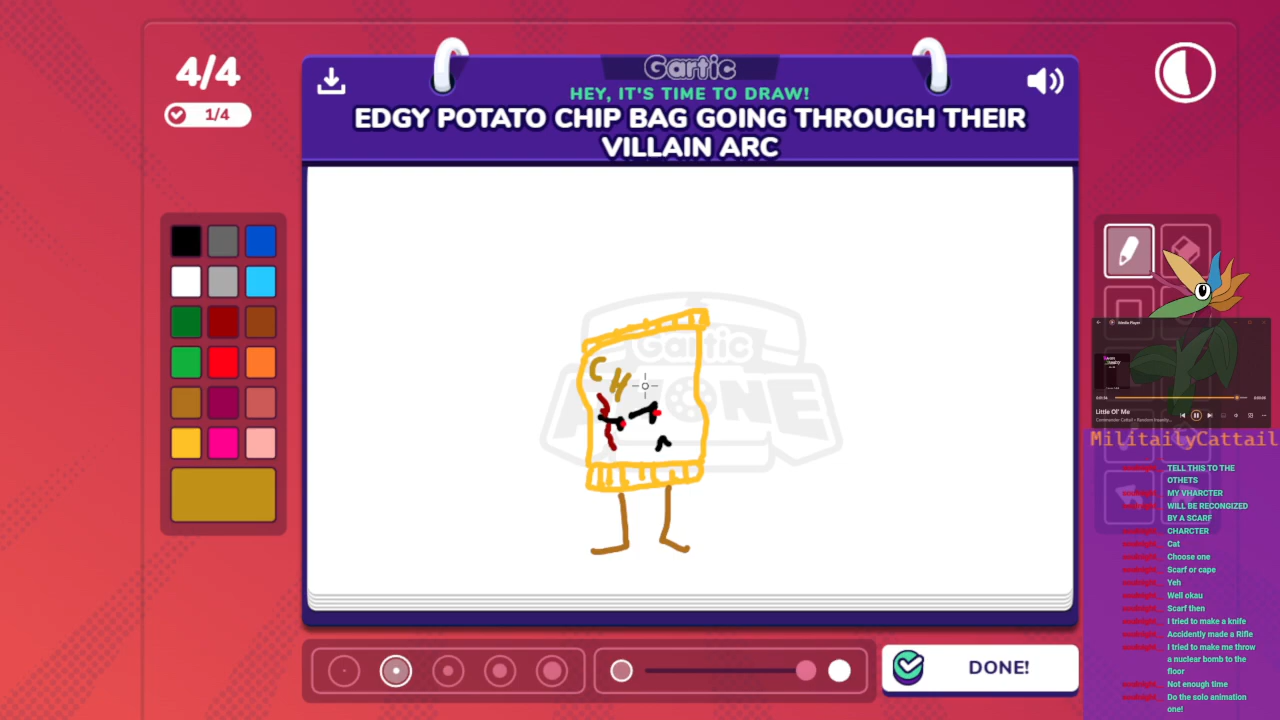 4/4
1/4
Gartic
HEY, IT'S TIME TO DRAW!
EDGY POTATO CHIP BAG GOING THROUGH THEIR
VILLAIN ARC
Gartic
CH
DONE!
Little Ol' Me
MilitailyCattail
TELL THIS TO THE
OTHETS
MY VHARCTER
WILL BE RECONGIZED
BY A SCARF
CHARCTER
Cat
Choose one
Scarf or cape
Yeh
Well okau
Scarf then
I tried to make a knife
Accidently made a Rifle
I tried to make me throw
a nuclear bomb to the
floor
Not enough time
Do the solo animation
one!